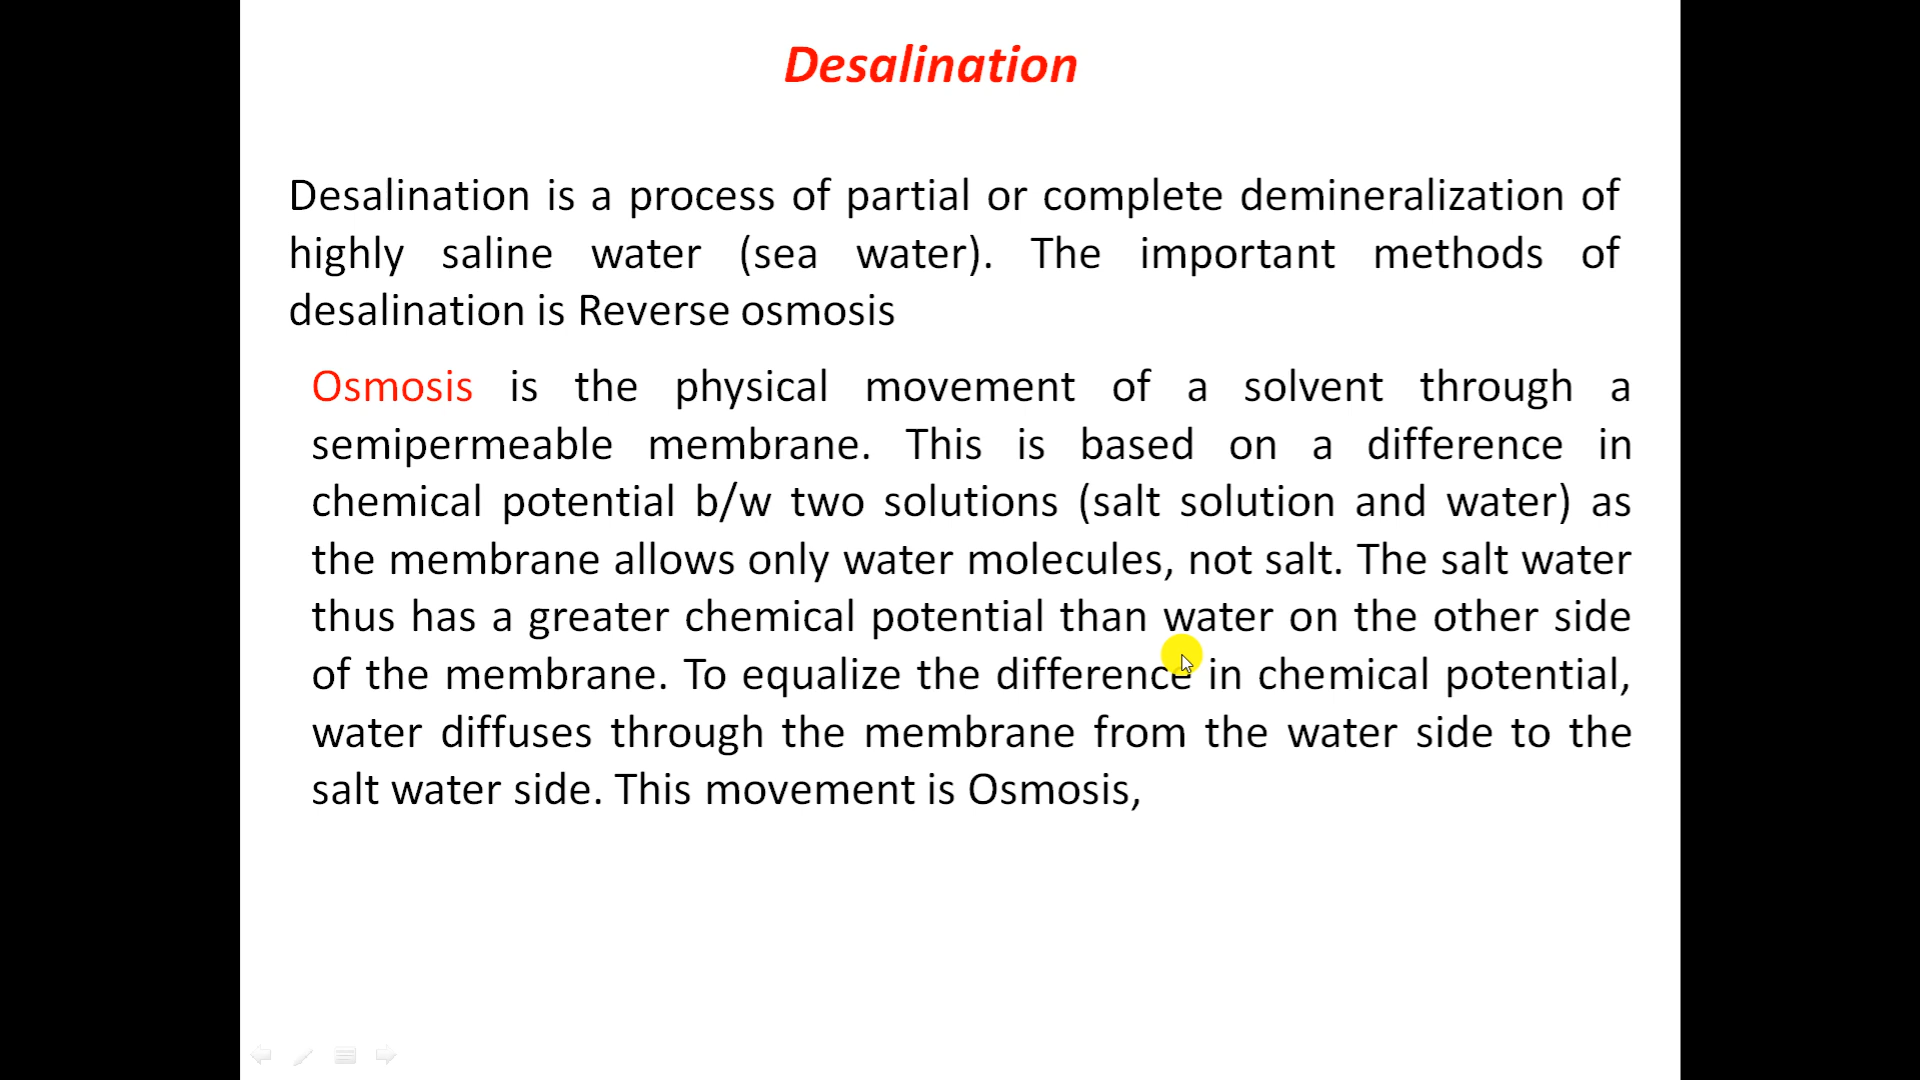 Desalination
Desalination is a process of partial or complete demineralization of
highly saline water (sea water). The important methods of
desalination is Reverse osmosis
Osmosis is the physical movement of a solvent through a
semipermeable membrane. This is based on a difference in
chemical potential b/w two solutions (salt solution and water) as
the membrane allows only water molecules, not salt. The salt water
thus has a greater chemical potential than water on the other side
of the membrane. To equalize the difference in chemical potential,
water diffuses through the membrane from the water side to the
salt water side. This movement is Osmosis,